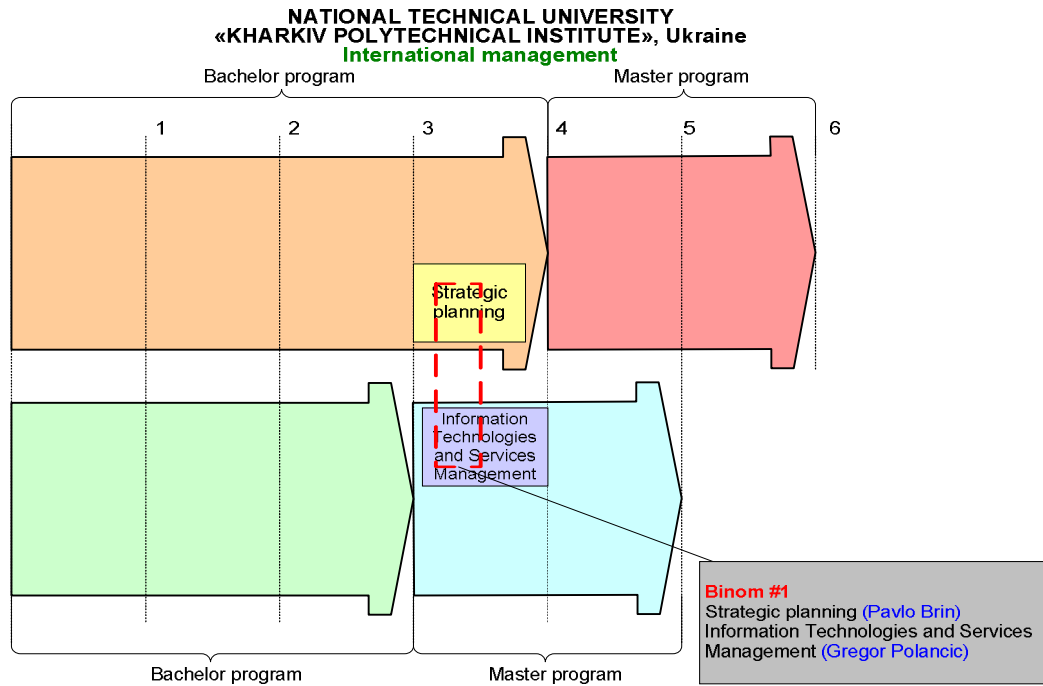 NATIONAL TECHNICAL UNIVERSITY
«KHARKIV POLYTECHNICAL INSTITUTE», Ukraine
International management
Bachelor program
Master program
1
2
3
4
5
6
Strategic
planning
Information
Technologies
and Services
Management
Binom #1
Strategic planning (Pavlo Brin)
Information Technologies and Services
Management (Gregor Polancic)
Bachelor program
Master program